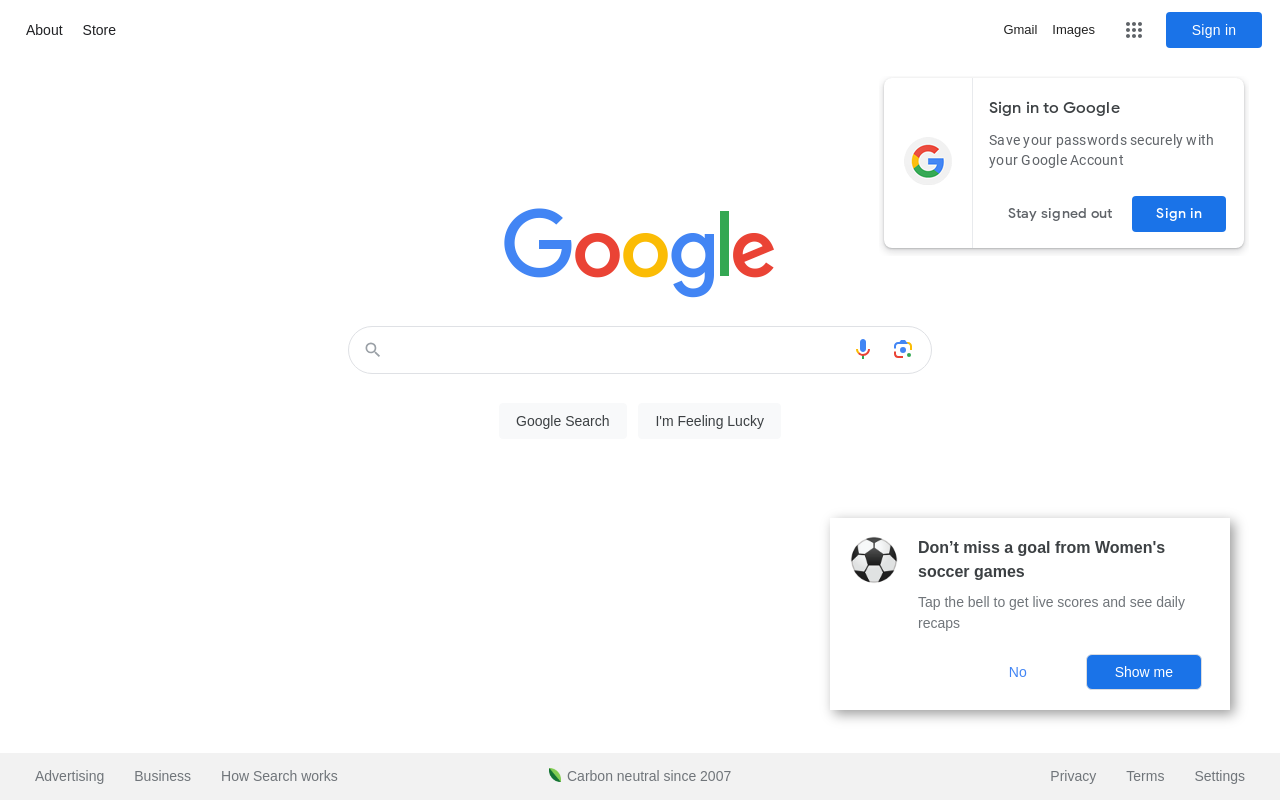 About Store
Gmail Images Sign in
Sign in to Google
Save your passwords securely with
your Google Account
Stay signed out Sign in
Google
Google Search I'm Feeling Lucky
Don’t miss a goal from Women's
soccer games
Tap the bell to get live scores and see daily
recaps
No Show me
Advertising Business How Search works Carbon neutral since 2007 Privacy Terms Settings